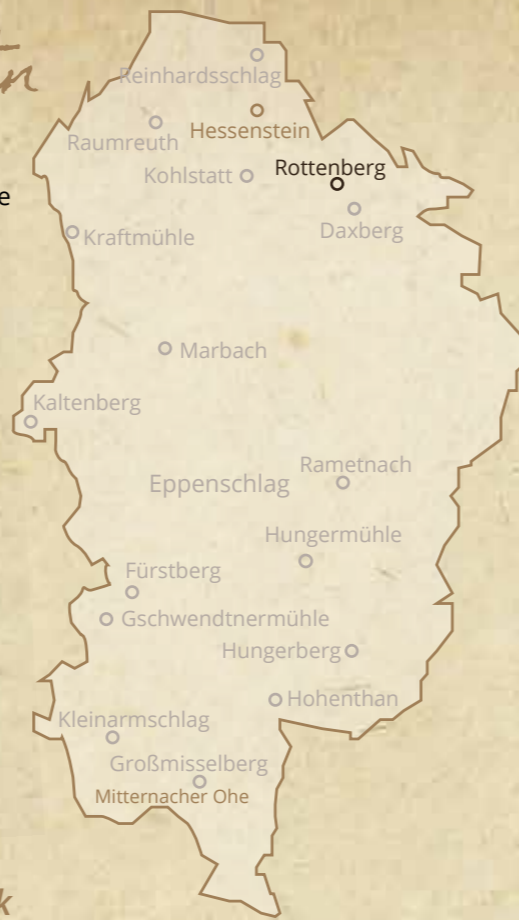 n
Reinhardsschlag
Hessenstein
Raumreuth
Rottenberg
Kohlstatt
e
Daxberg
Kraftmühle
Marbach
Kaltenberg
Rametnach
Eppenschlag
Hungermühle
Fürstberg
Gschwendtnermühle
Hungerberg
Hohenthan
Kleinarmschlag
Großmisselberg
Mitternacher Ohe
k